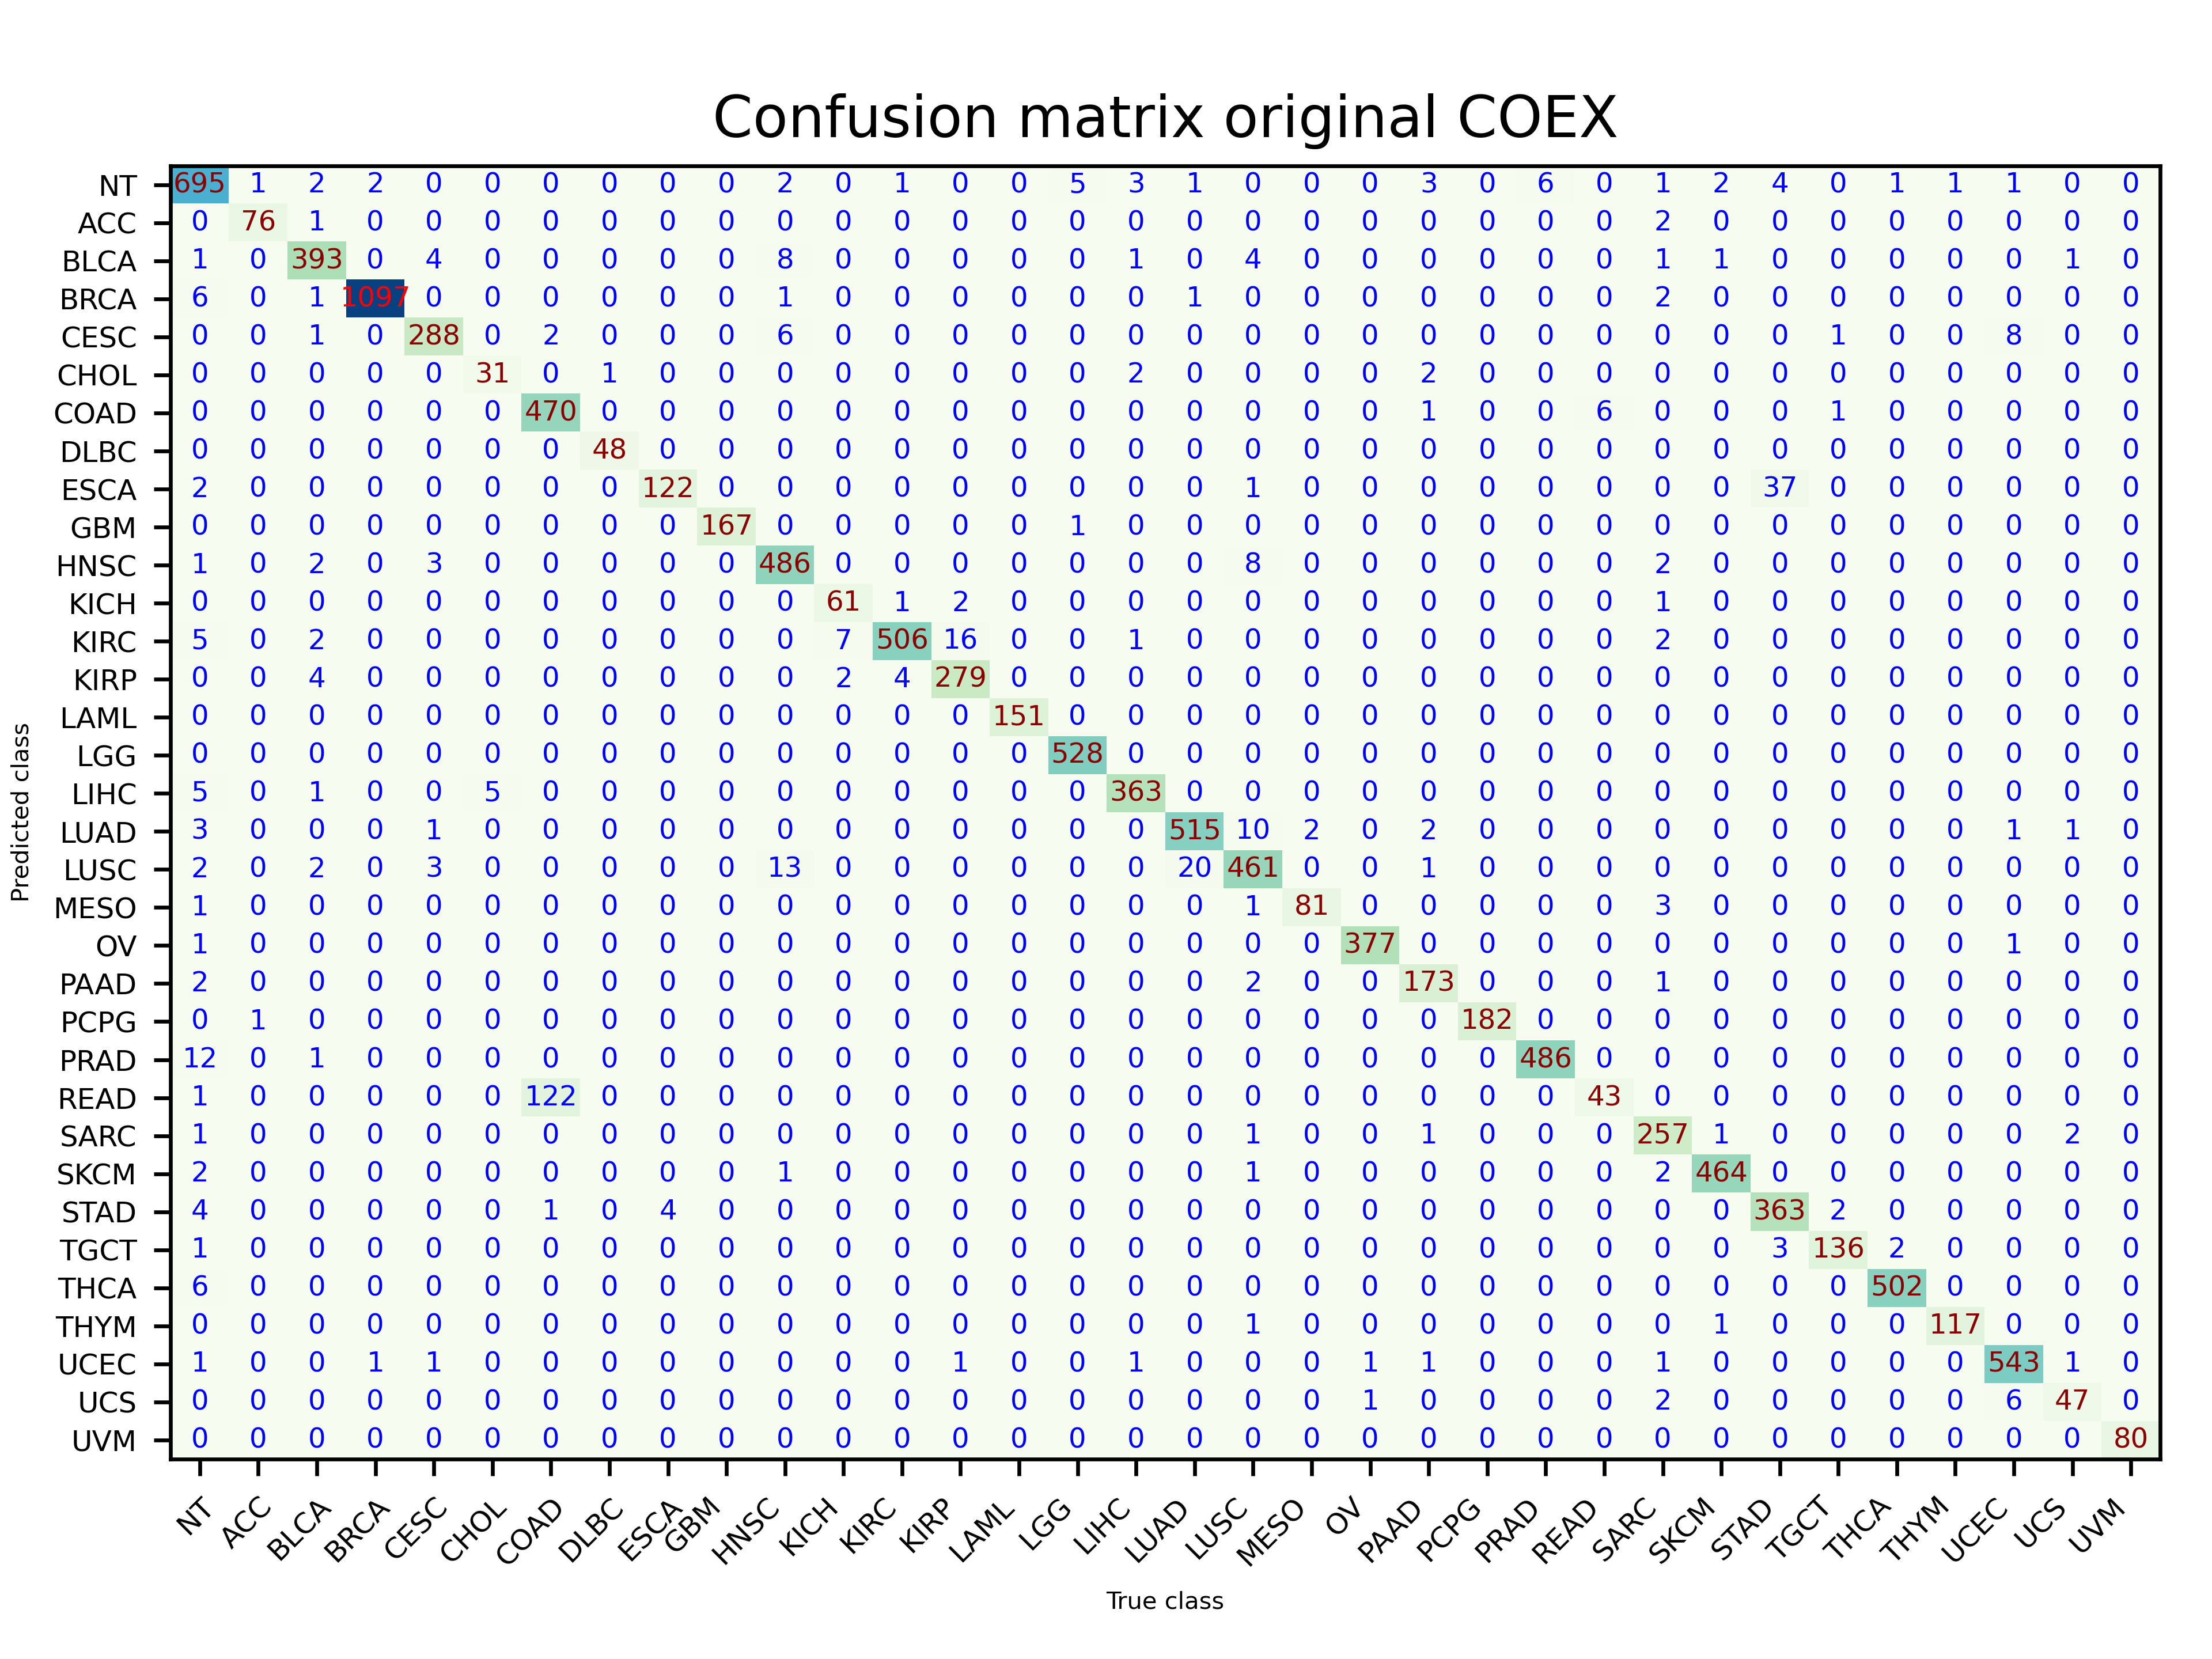 Confusion matrix original COEX
NT 695 1 2 2 0 0 0 0 0 0 2 0 1 0 0 5 3 1 0 0 0 3 0 6 0 1 2 4 0 1 1 1 0 0
ACC 0 76 1 0 0 0 0 0 0 0 0 0 0 0 0 0 0 0 0 0 0 0 0 0 0 2 0 0 0 0 0 0 0 0
BLCA 1 0 393 0 4 0 0 0 0 0 8 0 0 0 0 0 1 0 4 0 0 0 0 0 0 1 1 0 0 0 0 0 1 0
BRCA 6 0 1 1097 0 0 0 0 0 0 1 0 0 0 0 0 0 1 0 0 0 0 0 0 0 2 0 0 0 0 0 0 0 0
CESC 0 0 1 0 288 0 2 0 0 0 6 0 0 0 0 0 0 0 0 0 0 0 0 0 0 0 0 0 1 0 0 8 0 0
CHOL 0 0 0 0 0 31 0 1 0 0 0 0 0 0 0 0 2 0 0 0 0 2 0 0 0 0 0 0 0 0 0 0 0 0
COAD 0 0 0 0 0 0 470 0 0 0 0 0 0 0 0 0 0 0 0 0 0 1 0 0 6 0 0 0 1 0 0 0 0 0
DLBC 0 0 0 0 0 0 0 48 0 0 0 0 0 0 0 0 0 0 0 0 0 0 0 0 0 0 0 0 0 0 0 0 0 0
ESCA 2 0 0 0 0 0 0 0 122 0 0 0 0 0 0 0 0 0 1 0 0 0 0 0 0 0 0 37 0 0 0 0 0 0
GBM 0 0 0 0 0 0 0 0 0 167 0 0 0 0 0 1 0 0 0 0 0 0 0 0 0 0 0 0 0 0 0 0 0 0
HNSC 1 0 2 0 3 0 0 0 0 0 486 0 0 0 0 0 0 0 8 0 0 0 0 0 0 2 0 0 0 0 0 0 0 0
KICH 0 0 0 0 0 0 0 0 0 0 0 61 1 2 0 0 0 0 0 0 0 0 0 0 0 1 0 0 0 0 0 0 0 0
KIRC 5 0 2 0 0 0 0 0 0 0 0 7 506 16 0 0 1 0 0 0 0 0 0 0 0 2 0 0 0 0 0 0 0 0
KIRP 0 0 4 0 0 0 0 0 0 0 0 2 4 279 0 0 0 0 0 0 0 0 0 0 0 0 0 0 0 0 0 0 0 0
LAML 0 0 0 0 0 0 0 0 0 0 0 0 0 0 151 0 0 0 0 0 0 0 0 0 0 0 0 0 0 0 0 0 0 0
LGG 0 0 0 0 0 0 0 0 0 0 0 0 0 0 0 528 0 0 0 0 0 0 0 0 0 0 0 0 0 0 0 0 0 0
LIHC 5 0 1 0 0 5 0 0 0 0 0 0 0 0 0 0 363 0 0 0 0 0 0 0 0 0 0 0 0 0 0 0 0 0
LUAD 3 0 0 0 1 0 0 0 0 0 0 0 0 0 0 0 0 515 10 2 0 2 0 0 0 0 0 0 0 0 0 1 1 0
LUSC 2 0 2 0 3 0 0 0 0 0 13 0 0 0 0 0 0 20 461 0 0 1 0 0 0 0 0 0 0 0 0 0 0 0
MESO 1 0 0 0 0 0 0 0 0 0 0 0 0 0 0 0 0 0 1 81 0 0 0 0 0 3 0 0 0 0 0 0 0 0
OV 1 0 0 0 0 0 0 0 0 0 0 0 0 0 0 0 0 0 0 0 377 0 0 0 0 0 0 0 0 0 0 1 0 0
PAAD 2 0 0 0 0 0 0 0 0 0 0 0 0 0 0 0 0 0 2 0 0 173 0 0 0 1 0 0 0 0 0 0 0 0
PCPG 0 1 0 0 0 0 0 0 0 0 0 0 0 0 0 0 0 0 0 0 0 0 182 0 0 0 0 0 0 0 0 0 0 0
PRAD 12 0 1 0 0 0 0 0 0 0 0 0 0 0 0 0 0 0 0 0 0 0 0 486 0 0 0 0 0 0 0 0 0 0
READ 1 0 0 0 0 0 122 0 0 0 0 0 0 0 0 0 0 0 0 0 0 0 0 0 43 0 0 0 0 0 0 0 0 0
SARC 1 0 0 0 0 0 0 0 0 0 0 0 0 0 0 0 0 0 1 0 0 1 0 0 0 257 1 0 0 0 0 0 2 0
SKCM 2 0 0 0 0 0 0 0 0 0 1 0 0 0 0 0 0 0 1 0 0 0 0 0 0 2 464 0 0 0 0 0 0 0
STAD 4 0 0 0 0 0 1 0 4 0 0 0 0 0 0 0 0 0 0 0 0 0 0 0 0 0 0 363 2 0 0 0 0 0
TGCT 1 0 0 0 0 0 0 0 0 0 0 0 0 0 0 0 0 0 0 0 0 0 0 0 0 0 0 3 136 2 0 0 0 0
THCA 6 0 0 0 0 0 0 0 0 0 0 0 0 0 0 0 0 0 0 0 0 0 0 0 0 0 0 0 0 502 0 0 0 0
THYM 0 0 0 0 0 0 0 0 0 0 0 0 0 0 0 0 0 0 1 0 0 0 0 0 0 0 1 0 0 0 117 0 0 0
UCEC 1 0 0 1 1 0 0 0 0 0 0 0 0 1 0 0 1 0 0 0 1 1 0 0 0 1 0 0 0 0 0 543 1 0
UCS 0 0 0 0 0 0 0 0 0 0 0 0 0 0 0 0 0 0 0 0 1 0 0 0 0 2 0 0 0 0 0 6 47 0
UVM 0 0 0 0 0 0 0 0 0 0 0 0 0 0 0 0 0 0 0 0 0 0 0 0 0 0 0 0 0 0 0 0 0 80
Predicted class
NT ACC BLCA BRCA CESC CHOL COAD DLBC ESCA GBM HNSC KICH KIRC KIRP LAML LGG LIHC LUAD LUSC MESO OV PAAD PCPG PRAD READ SARC SKCM STAD TGCT THCA THYM UCEC UCS UVM
True class